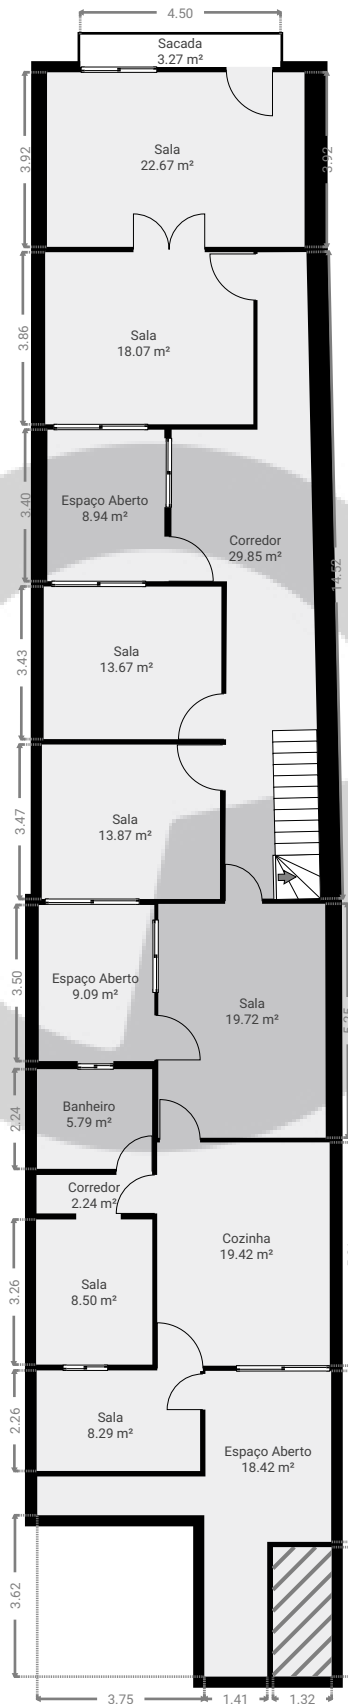 4.50
Sacada
3.27 m²
3.92
Sala
22.67 m²
3.92
3.86
Sala
18.07 m²
3.40
Espaço Aberto
8.94 m²
Corredor
29.85 m²
14.52
3.43
Sala
13.67 m²
3.47
Sala
13.87 m²
3.50
Espaço Aberto
9.09 m²
Sala
19.72 m²
2.24
Banheiro
5.79 m²
Corredor
2.24 m²
Cozinha
19.42 m²
3.26
Sala
8.50 m²
2.26
Sala
8.29 m²
Espaço Aberto
18.42 m²
3.62
3.75
1.41
1.32